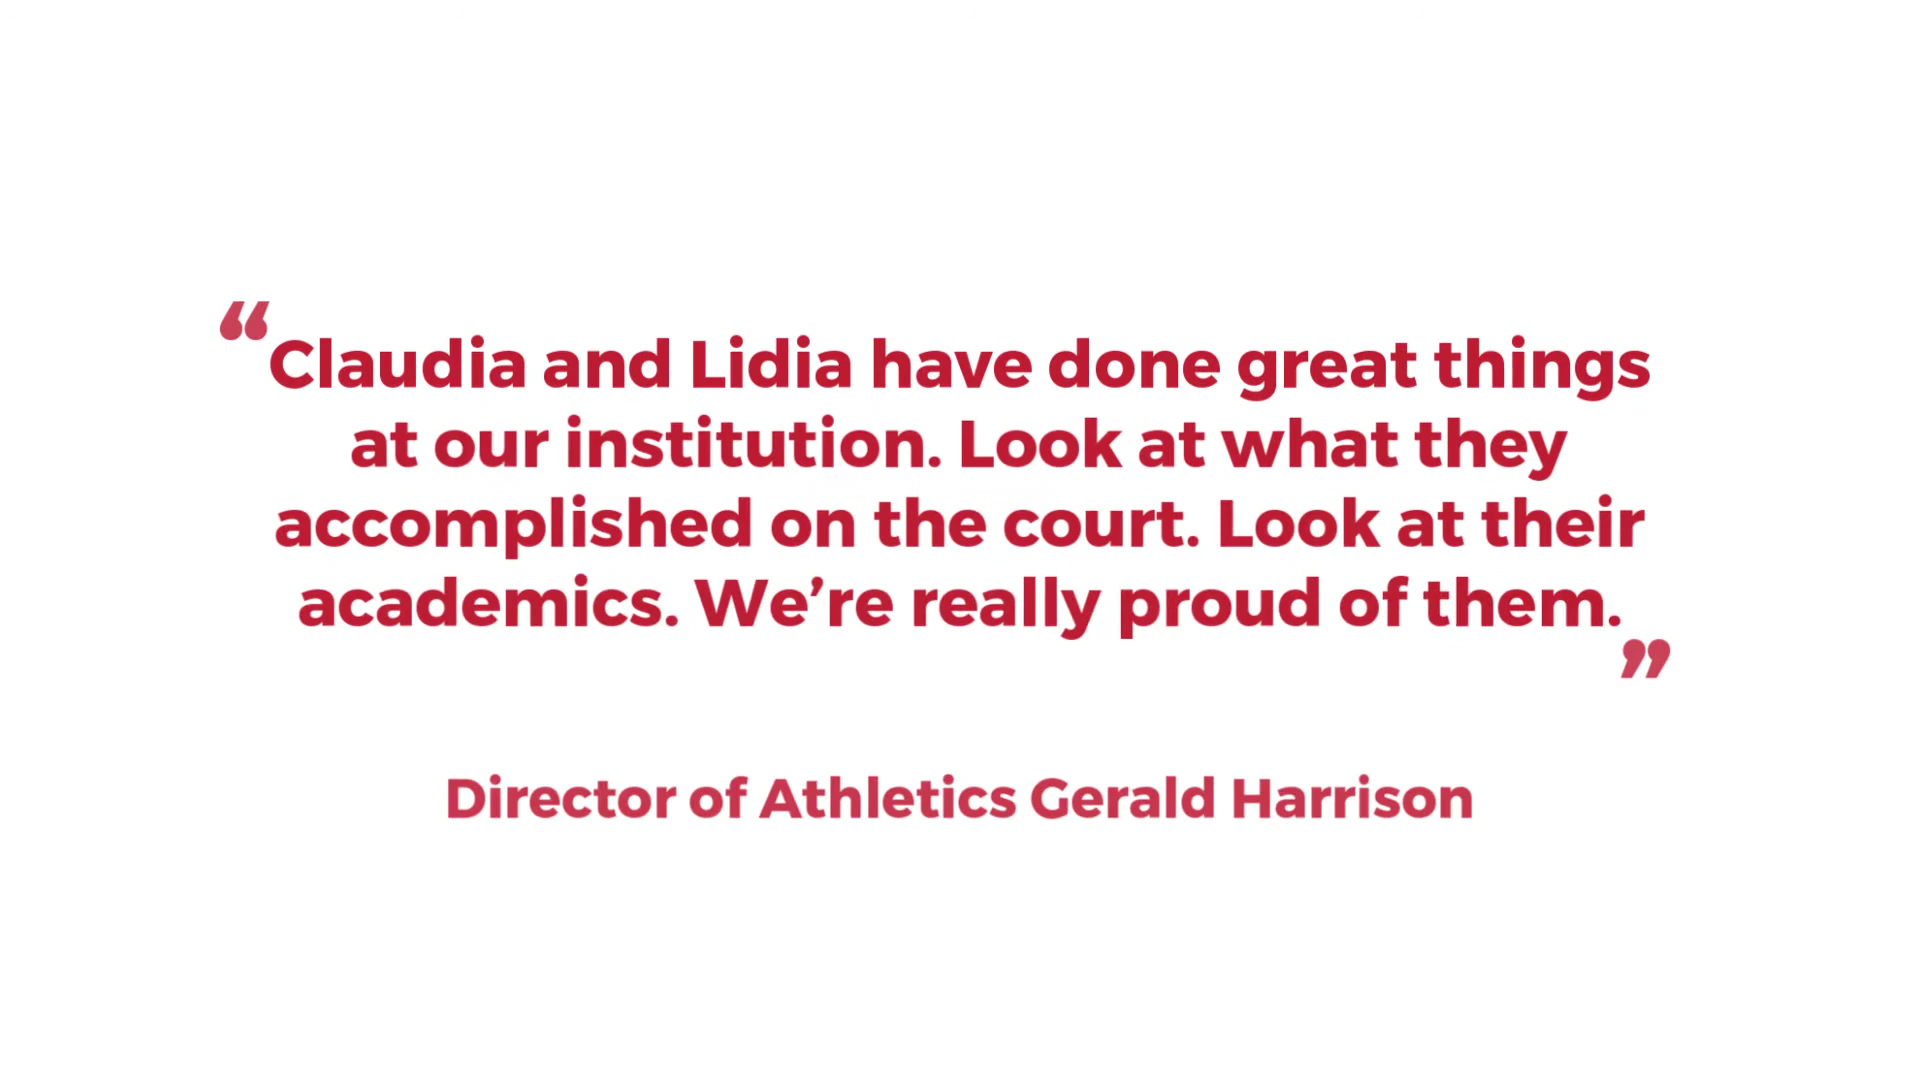 “Claudia and Lidia have done great things
at our institution. Look at what they
accomplished on the court. Look at their
academics. We’re really proud of them.”
Director of Athletics Gerald Harrison